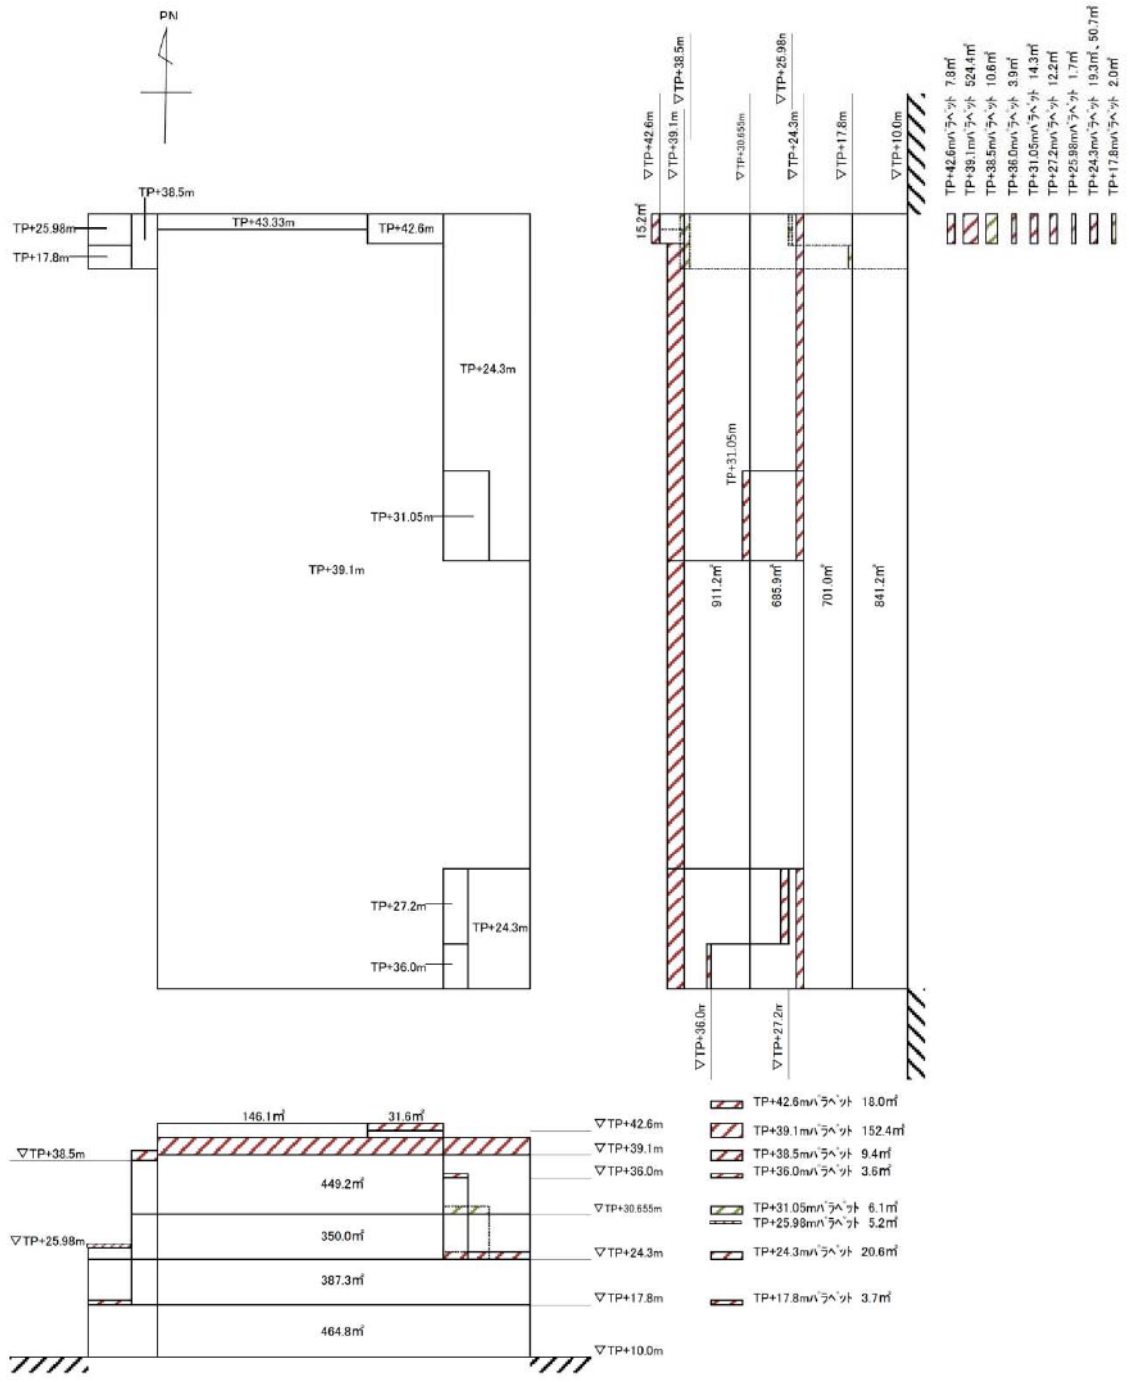 PN
TP+38.5m
TP+25.98m
TP+43.33m
TP+42.6m
TP+17.8m
TP+24.3m
TP+31.05m
TP+39.1m
TP+27.2m
TP+24.3m
TP+36.0m
▽TP+42.6m
▽TP+39.1m
▽TP+38.5m
▽TP+30.655m
▽TP+25.98m
▽TP+24.3m
▽TP+17.8m
▽TP+10.0m
15.2㎡
TP+31.05m
911.2㎡
685.9㎡
701.0㎡
841.2㎡
▽TP+36.0m
▽TP+27.2m
TP+42.6mパラペット 7.8㎡
TP+39.1mパラペット 524.4㎡
TP+38.5mパラペット 10.6㎡
TP+36.0mパラペット 3.9㎡
TP+31.05mパラペット 14.3㎡
TP+27.2mパラペット 12.2㎡
TP+25.98mパラペット 1.7㎡
TP+24.3mパラペット 19.3㎡、50.7㎡
TP+17.8mパラペット 2.0㎡
146.1㎡
31.6㎡
▽TP+38.5m
449.2㎡
350.0㎡
▽TP+25.98m
387.3㎡
464.8㎡
▽TP+42.6m
▽TP+39.1m
▽TP+36.0m
▽TP+30.655m
▽TP+24.3m
▽TP+17.8m
▽TP+10.0m
TP+42.6mパラペット 18.0㎡
TP+39.1mパラペット 152.4㎡
TP+38.5mパラペット 9.4㎡
TP+36.0mパラペット 3.6㎡
TP+31.05mパラペット 6.1㎡
TP+25.98mパラペット 5.2㎡
TP+24.3mパラペット 20.6㎡
TP+17.8mパラペット 3.7㎡